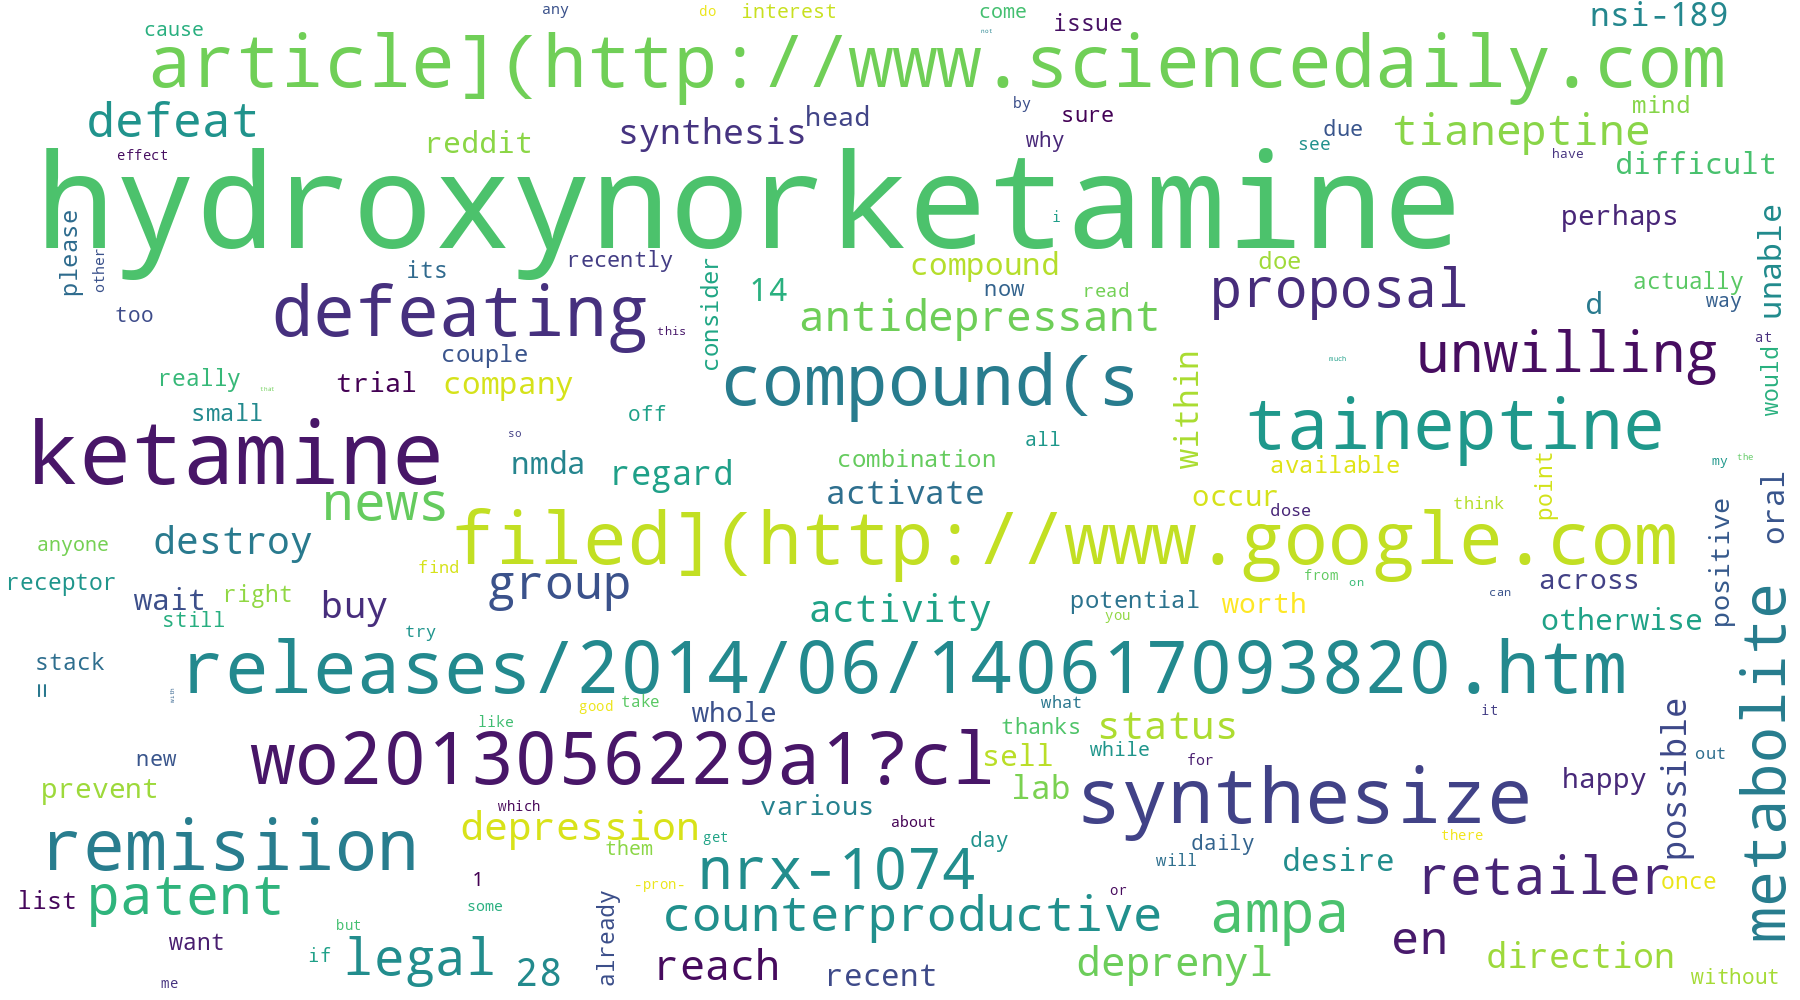 any
do
interest
come
issue
nsi-189
cause
article](http://www.sciencedaily.com
not
defeat
reddit
synthesis
head
by
sure
why
due
see
tianeptine
mind
effect
have
difficult
hydroxynorketamine
i
perhaps
please
other
its
recently
consider
compound
doe
unable
too
defeating
this
14
now
read
antidepressant
proposal
d
actually
way
couple
at
really
that
trial
company
compound(s
within
much
unwilling
would
small
off
ketamine
so
nmda
regard
combination
all
taineptine
available
my
the
news
activate
occur
dose
think
point
oral
anyone
destroy
filed](http://www.google.com
positive
receptor
find
group
from
on
can
across
wait
right
buy
activity
potential
you
worth
otherwise
still
try
stack
=
with
releases/2014/06/140617093820.htm
metabolite
good
take
whole
what
it
like
thanks
status
new
wo2013056229a1?cl
sell
while
for
possible
out
prevent
which
various
lab
synthesize
happy
remisiion
depression
about
get
day
them
will
daily
there
desire
list
patent
1
-pron-
nrx-1074
or
retailer
once
some
counterproductive
ampa
want
but
if
legal
28
already
reach
recent
deprenyl
en
direction
without
me